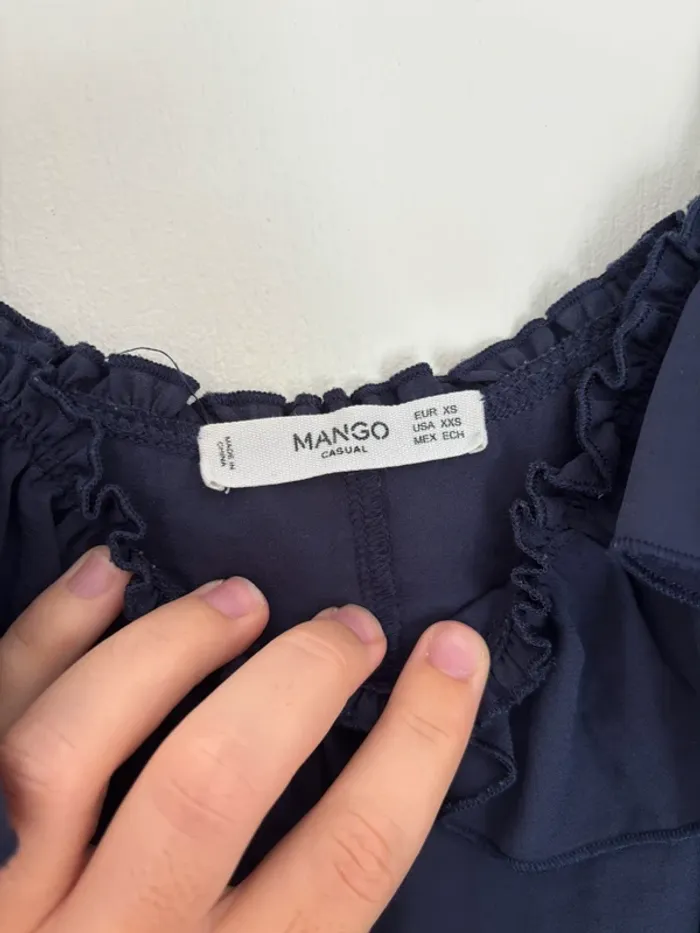 MADE IN
CHINA
MANGO
CASUAL
EUR XS
USA XXS
MEX ECH